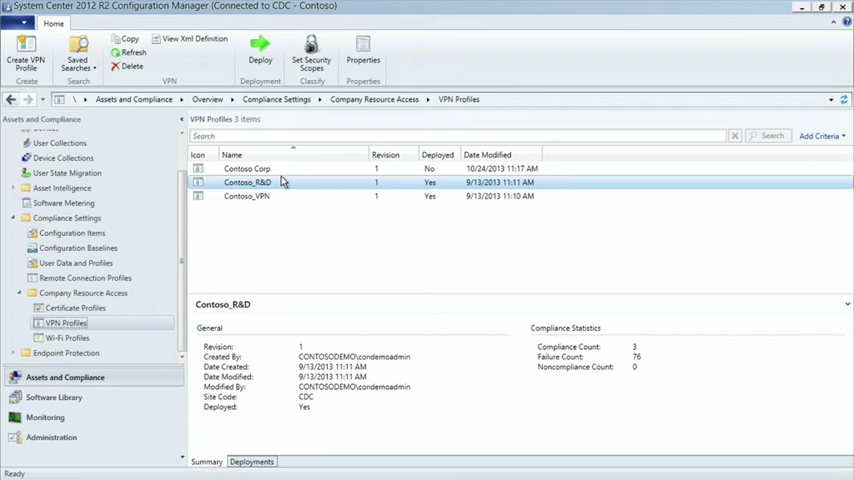 System Center 2012 R2 Configuration Manager (Connected to CDC - Contoso)
Home
Create VPN Profile
Saved Searches
Copy
Refresh
Delete
View Xml Definition
Deploy
Set Security Scopes
Properties
Create
Search
VPN
Deployment
Classify
Properties
\ Assets and Compliance Overview Compliance Settings Company Resource Access VPN Profiles
Assets and Compliance
User Collections
Device Collections
User State Migration
Asset Intelligence
Software Metering
Compliance Settings
Configuration Items
Configuration Baselines
User Data and Profiles
Remote Connection Profiles
Company Resource Access
Certificate Profiles
VPN Profiles
Wi-Fi Profiles
Endpoint Protection
Assets and Compliance
Software Library
Monitoring
Administration
VPN Profiles 3 items
Search
Search
Add Criteria
Icon Name Revision Deployed Date Modified
Contoso Corp 1 No 10/24/2013 11:17 AM
Contoso_R&D 1 Yes 9/13/2013 11:11 AM
Contoso_VPN 1 Yes 9/13/2013 11:10 AM
Contoso_R&D
General
Revision: 1
Created By: CONTOSODEMO\condemoadmin
Date Created: 9/13/2013 11:11 AM
Date Modified: 9/13/2013 11:11 AM
Modified By: CONTOSODEMO\condemoadmin
Site Code: CDC
Deployed: Yes
Compliance Statistics
Compliance Count: 3
Failure Count: 76
Noncompliance Count: 0
Summary Deployments
Ready